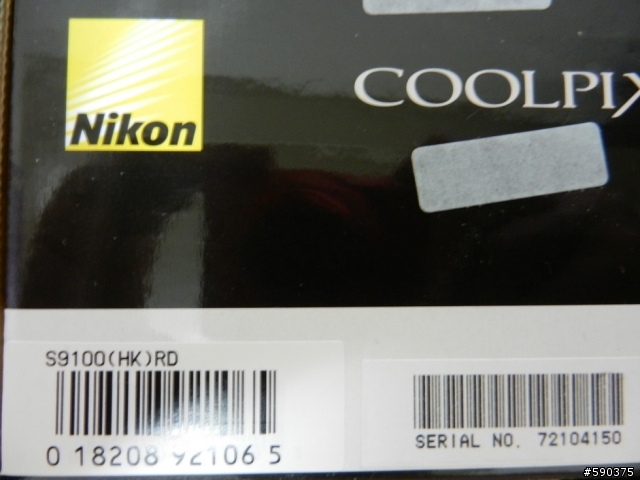 Nikon
COOLPIX
S9100(HK)RD
0 18208 92106 5
SERIAL NO. 72104150
#590375